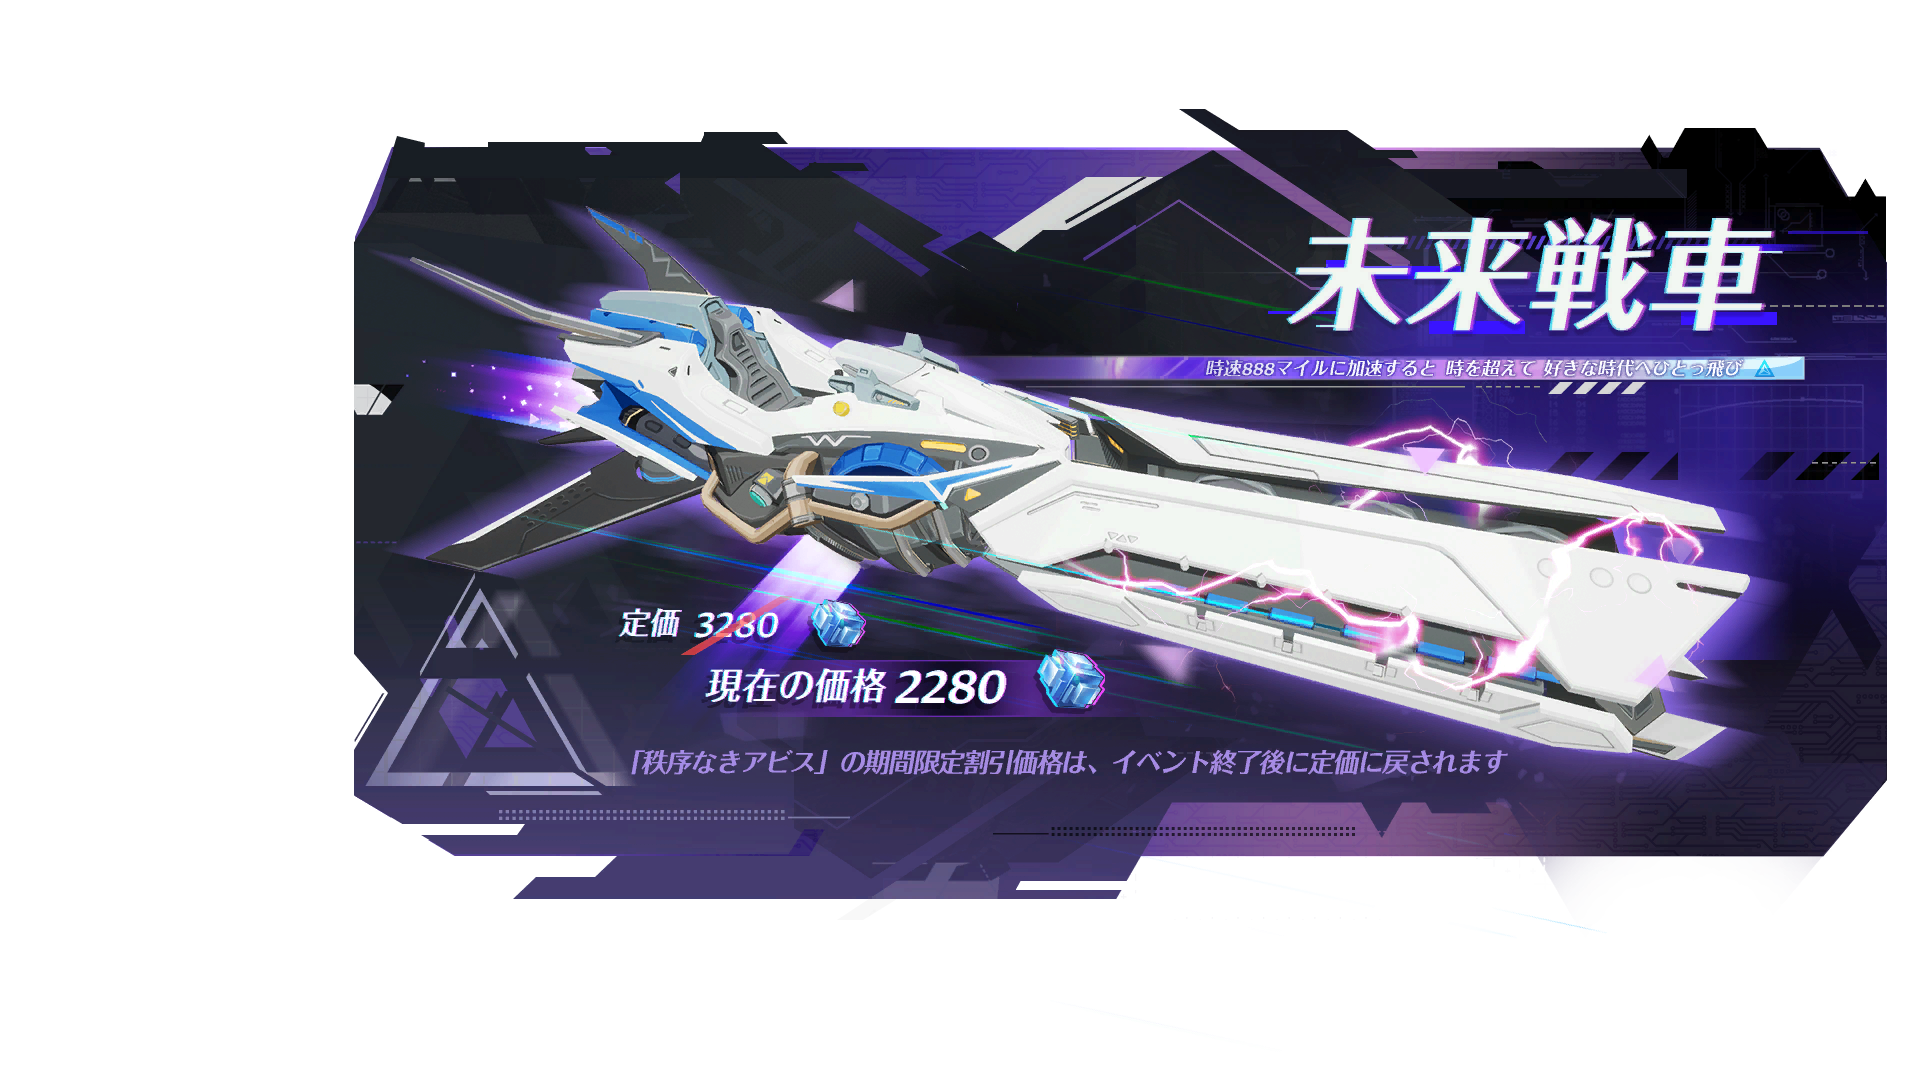 未来戦車
時速888マイルに加速すると 時を超えて 好きな時代へひとっ飛び
定価 3280
現在の価格 2280
「秩序なきアビス」の期間限定割引価格は、イベント終了後に定価に戻されます